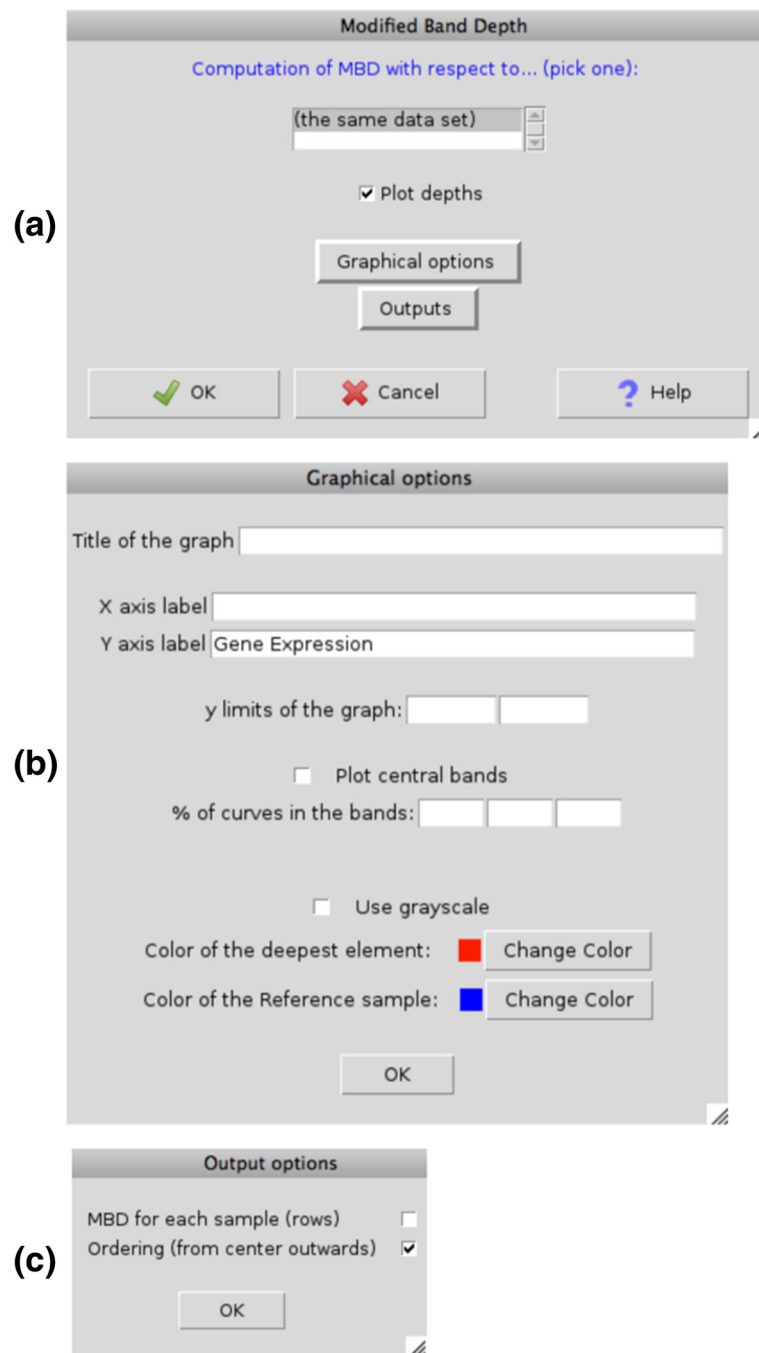 Modified Band Depth
Computation of MBD with respect to... (pick one):
(the same data set)
Plot depths
(a)
Graphical options
Outputs
OK Cancel Help
Graphical options
Title of the graph
X axis label
Y axis label Gene Expression
y limits of the graph:
(b)
Plot central bands
% of curves in the bands:
Use grayscale
Color of the deepest element: Change Color
Color of the Reference sample: Change Color
OK
Output options
MBD for each sample (rows)
Ordering (from center outwards)
(c)
OK